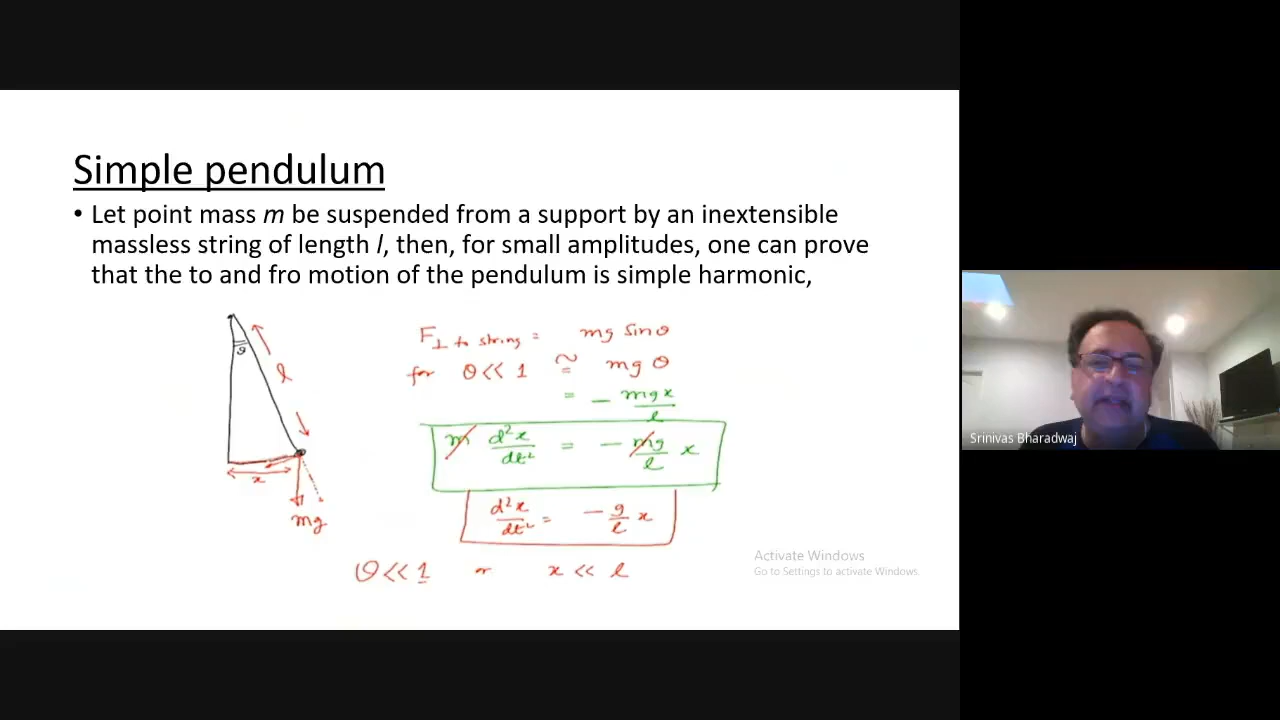 Simple pendulum
• Let point mass m be suspended from a support by an inextensible
massless string of length l, then, for small amplitudes, one can prove
that the to and fro motion of the pendulum is simple harmonic,
θ
l
x
mg
F⊥ to string = mg sinθ
for θ << 1 ≅ mg θ
= - mgx/l
m d²x/dt² = - mg/l x
d²x/dt² = - g/l x
θ << 1 or x << l
Activate Windows
Go to Settings to activate Windows.
Srinivas Bharadwaj